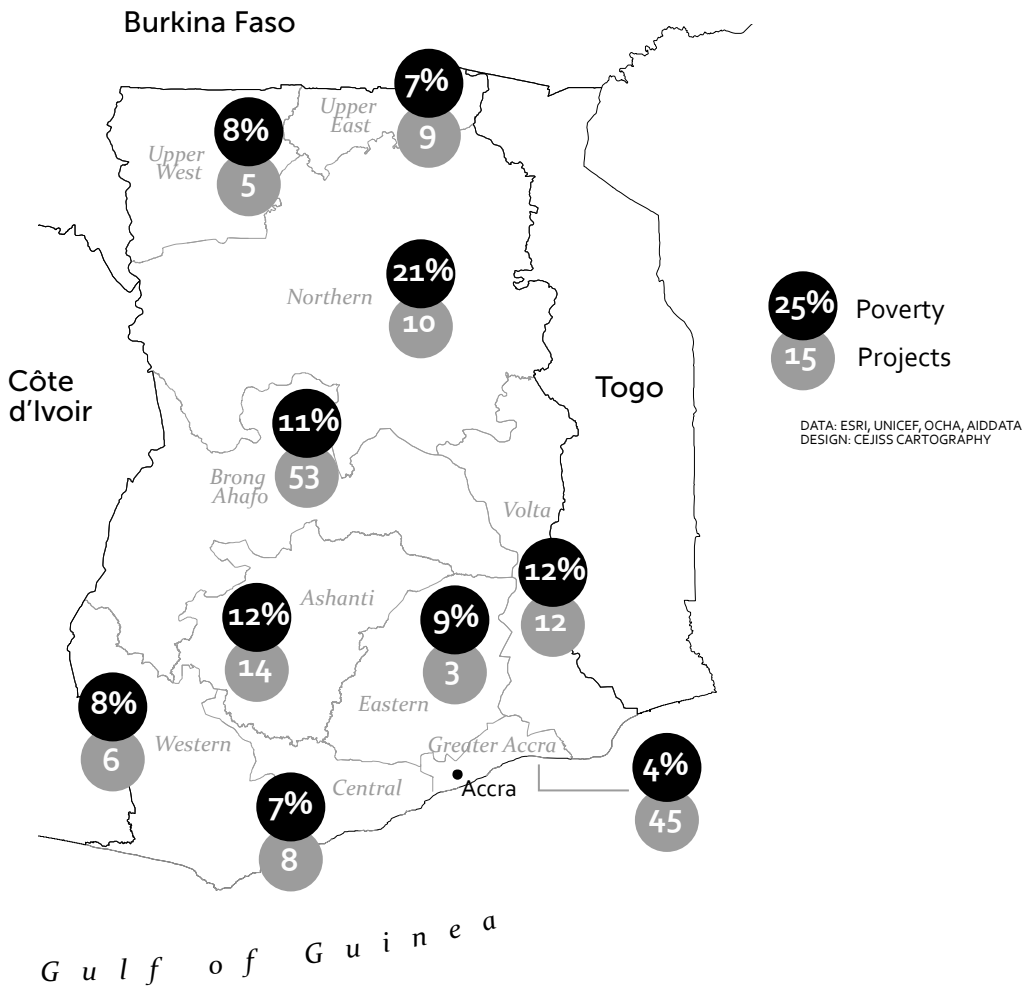 Burkina Faso
7%
Upper
East
9
8%
Upper
West
5
21%
Northern
10
25%
Poverty
15
Projects
Côte
d'Ivoir
Togo
11%
DATA: ESRI, UNICEF, OCHA, AIDDATA
DESIGN: CEJISS CARTOGRAPHY
Brong
Ahafo
53
Volta
12%
12
Ashanti
12%
14
9%
3
Eastern
8%
6
Western
Greater Accra
Accra
4%
45
Central
7%
8
Gulf of Guinea